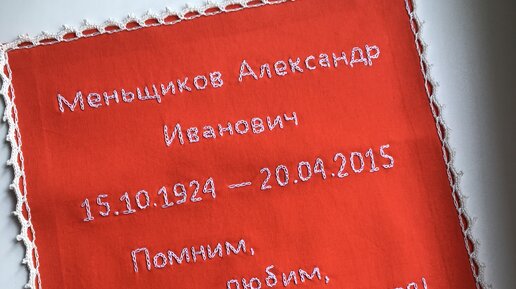 Меньщиков Александр
Иванович
15.10.1924 — 20.04.2015
Помним,
любим,